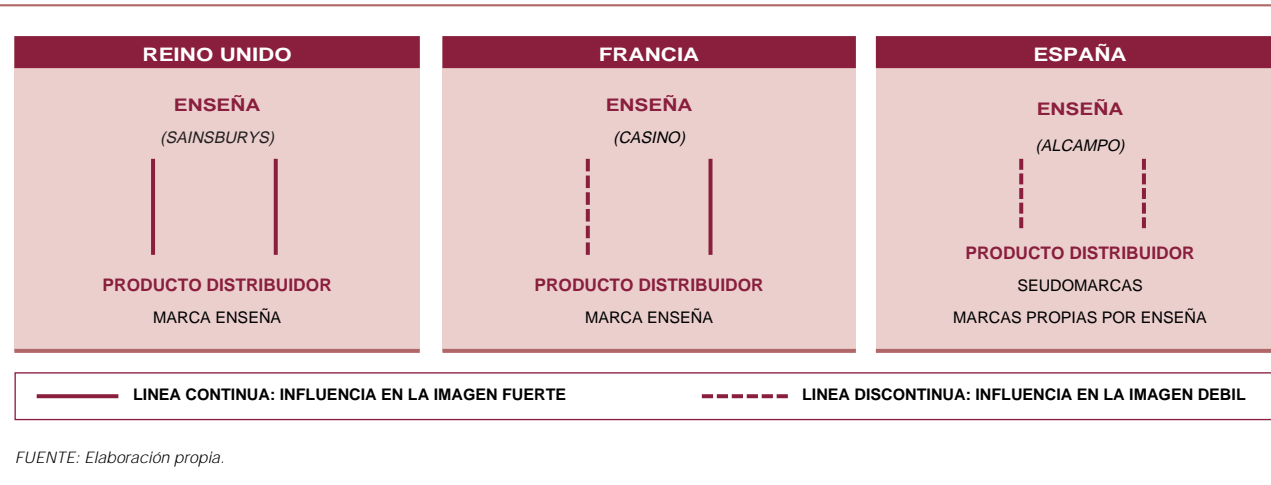 REINO UNIDO
ENSEÑA
(SAINSBURYS)
PRODUCTO DISTRIBUIDOR
MARCA ENSEÑA
FRANCIA
ENSEÑA
(CASINO)
PRODUCTO DISTRIBUIDOR
MARCA ENSEÑA
ESPAÑA
ENSEÑA
(ALCAMPO)
PRODUCTO DISTRIBUIDOR
SEUDOMARCAS
MARCAS PROPIAS POR ENSEÑA
LINEA CONTINUA: INFLUENCIA EN LA IMAGEN FUERTE
LINEA DISCONTINUA: INFLUENCIA EN LA IMAGEN DEBIL
FUENTE: Elaboración propia.